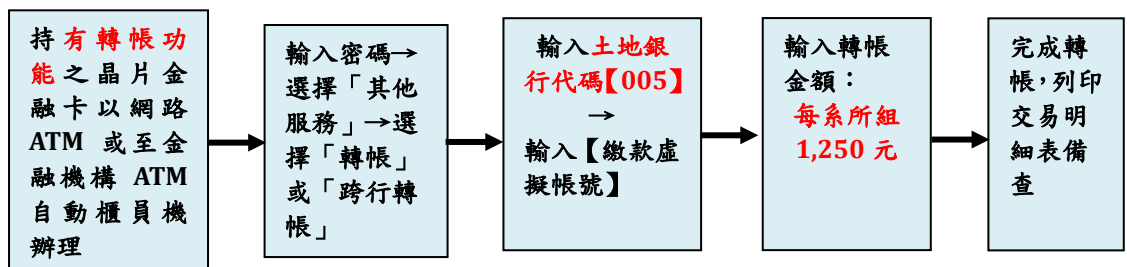 持有轉帳功
能之晶片金
融卡以網路
ATM 或至金
融機構 ATM
自動櫃員機
辦理
輸入密碼→
選擇「其他
服務」→選
擇「轉帳」
或「跨行轉
帳」
輸入土地銀
行代碼【005】
→
輸入【繳款虛
擬帳號】
輸入轉帳
金額：
每系所組
1,250 元
完成轉
帳，列印
交易明
細表備
查